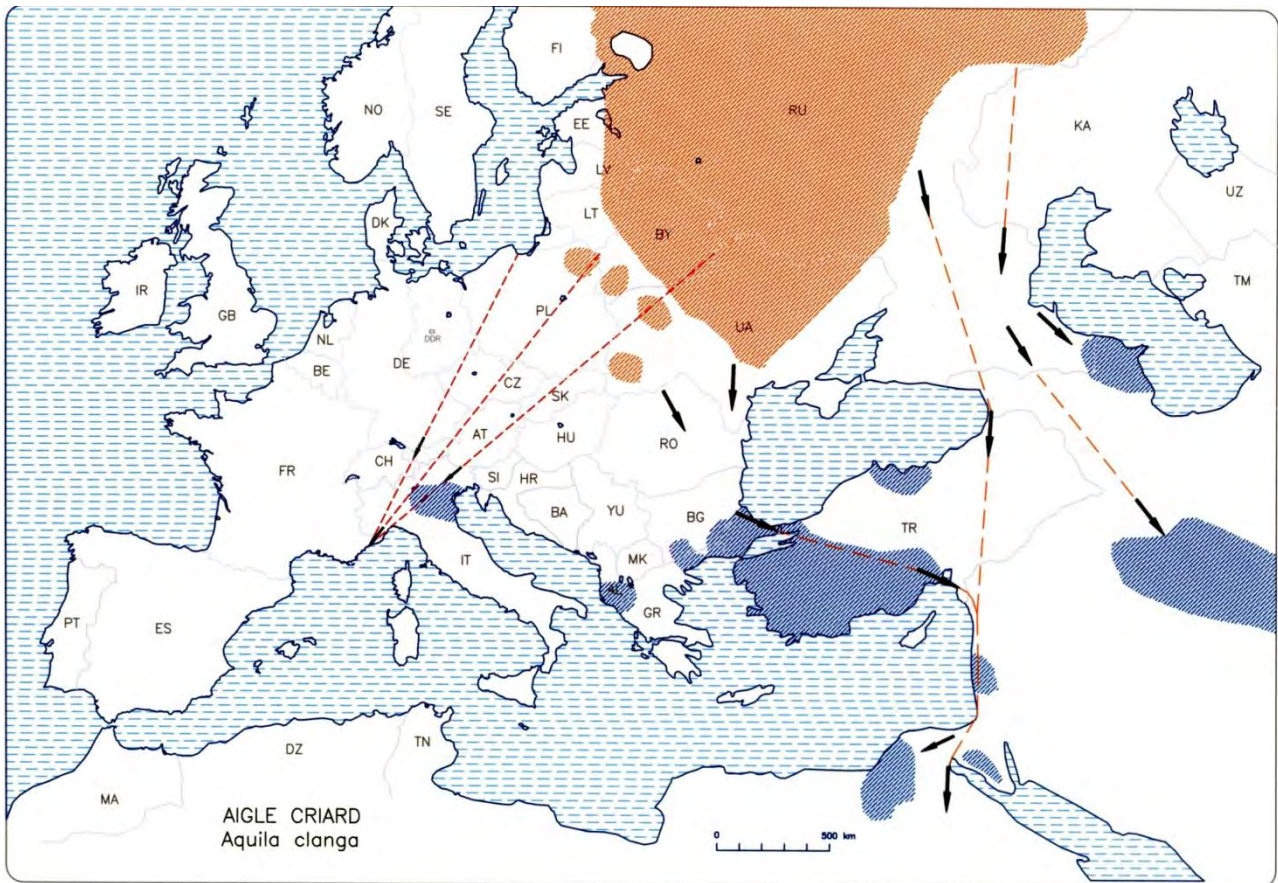 FI
NO
SE
RU
EE
KA
LV
UZ
LT
DK
BY
IR
TM
GB
PL
UA
NL
EX
DDR
BE
DE
CZ
SK
AT
HU
RO
CH
FR
SI
HR
BA
YU
BG
TR
IT
MK
AL
GR
PT
ES
TN
DZ
MA
AIGLE CRIARD
Aquila clanga
0 500 km